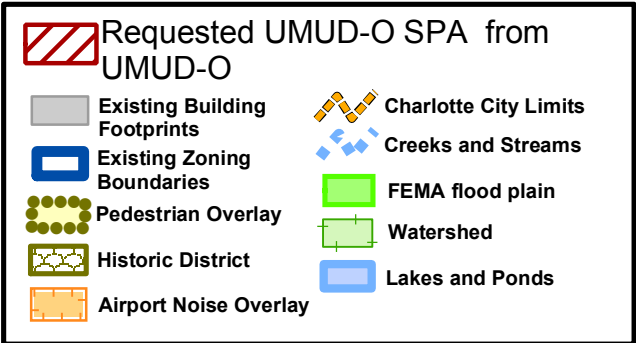 Requested UMUD-O SPA from
UMUD-O
Existing Building
Footprints
Existing Zoning
Boundaries
Pedestrian Overlay
Historic District
Airport Noise Overlay
Charlotte City Limits
Creeks and Streams
FEMA flood plain
Watershed
Lakes and Ponds